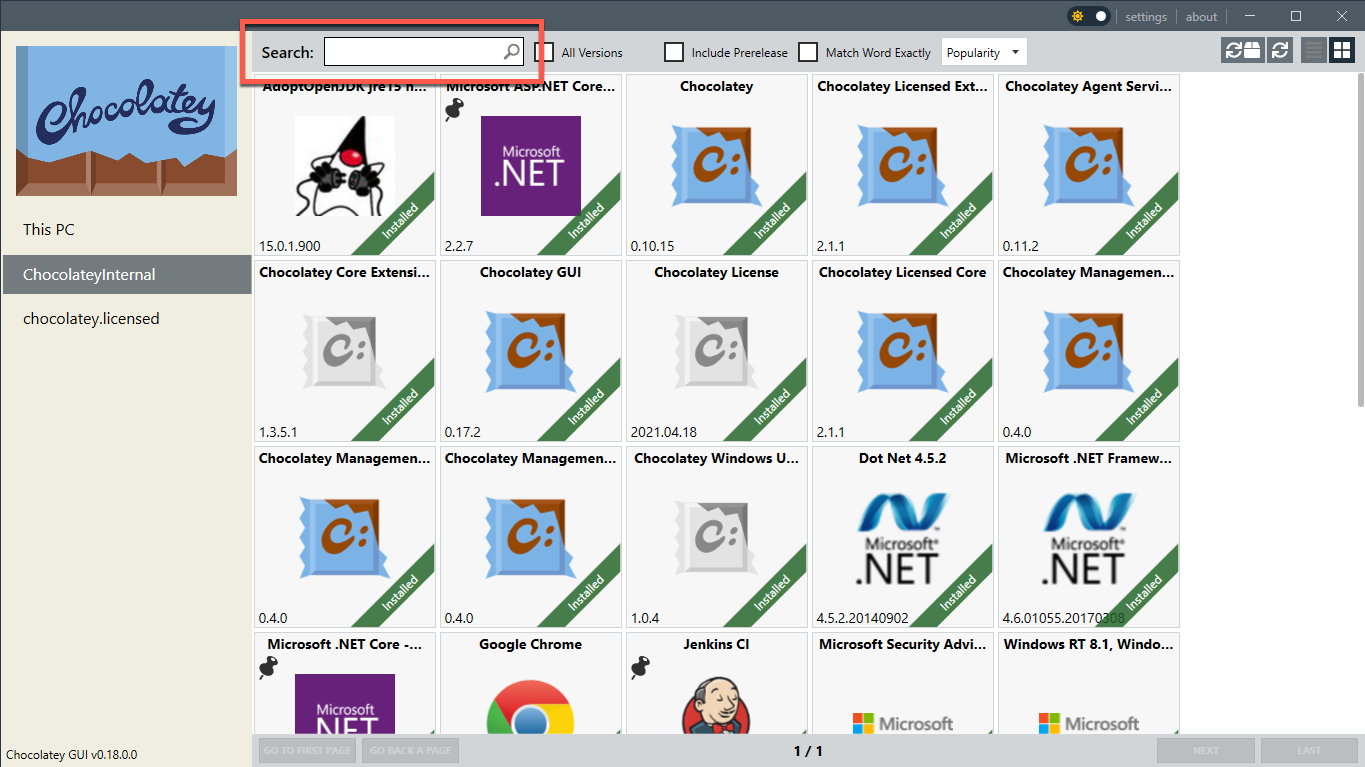 settings
about
Search:
All Versions
Include Prerelease
Match Word Exactly
Popularity
Chocolatey
This PC
ChocolateyInternal
chocolatey.licensed
Chocolatey GUI v0.18.0.0
AdoptOpenJDK jre15 h...
Microsoft ASP.NET Core...
Chocolatey
Chocolatey Licensed Ext...
Chocolatey Agent Servi...
Microsoft
.NET
C:
C:
C:
Installed
Installed
Installed
Installed
Installed
15.0.1.900
2.2.7
0.10.15
2.1.1
0.11.2
Chocolatey Core Extensi...
Chocolatey GUI
Chocolatey License
Chocolatey Licensed Core
Chocolatey Managemen...
C:
C:
C:
C:
C:
Installed
Installed
Installed
Installed
Installed
1.3.5.1
0.17.2
2021.04.18
2.1.1
0.4.0
Chocolatey Managemen...
Chocolatey Managemen...
Chocolatey Windows U...
Dot Net 4.5.2
Microsoft .NET Framew...
C:
C:
C:
Microsoft®
.NET
Microsoft®
.NET
Installed
Installed
Installed
Installed
Installed
0.4.0
0.4.0
1.0.4
4.5.2.20140902
4.6.01055.20170308
Microsoft .NET Core -...
Google Chrome
Jenkins CI
Microsoft Security Advi...
Windows RT 8.1, Windo...
Microsoft
.NET
Microsoft
Microsoft
GO TO FIRST PAGE
GO BACK A PAGE
1 / 1
NEXT
LAST